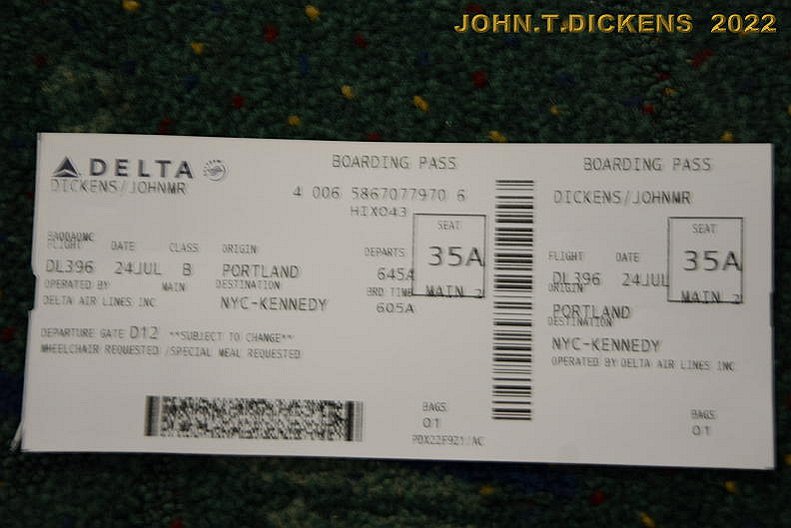 JOHN.T.DICKENS 2022
DELTA
DICKENS/JOHNMR
BOARDING PASS
4 006 5867077970 6
HIXO43
SEAT
35A
MAIN 2
FLIGHT DATE CLASS ORIGIN DEPARTS
DL396 24JUL B PORTLAND 645A
OPERATED BY MAIN DESTINATION BRD TIME
DELTA AIR LINES INC NYC-KENNEDY 605A
DEPARTURE GATE D12 **SUBJECT TO CHANGE**
WHEELCHAIR REQUESTED /SPECIAL MEAL REQUESTED
BAGS
01
BOARDING PASS
DICKENS/JOHNMR
SEAT
35A
MAIN 2
FLIGHT DATE
DL396 24JUL
ORIGIN
PORTLAND
DESTINATION
NYC-KENNEDY
OPERATED BY DELTA AIR LINES INC
BAGS
01